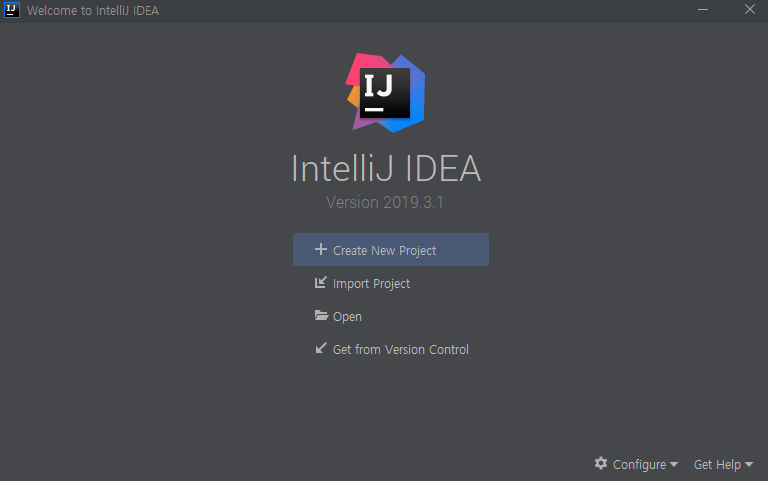 IJ Welcome to IntelliJ IDEA
IJ
IntelliJ IDEA
Version 2019.3.1
Create New Project
Import Project
Open
Get from Version Control
Configure Get Help